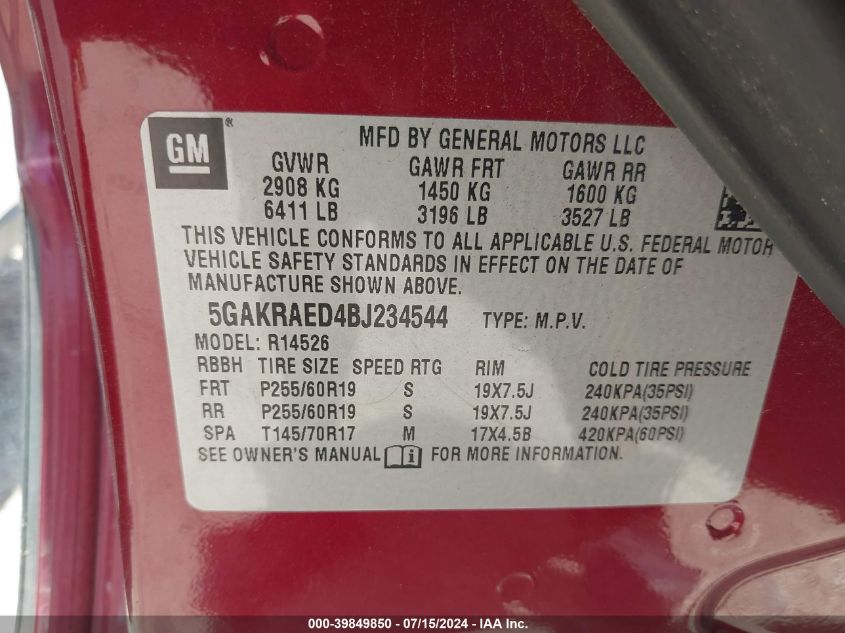 GM®
MFD BY GENERAL MOTORS LLC
GVWR GAWR FRT GAWR RR
2908 KG 1450 KG 1600 KG
6411 LB 3196 LB 3527 LB
THIS VEHICLE CONFORMS TO ALL APPLICABLE U.S. FEDERAL MOTOR
VEHICLE SAFETY STANDARDS IN EFFECT ON THE DATE OF
MANUFACTURE SHOWN ABOVE.
5GAKRAED4BJ234544 TYPE: M.P.V.
MODEL: R14526
RBBH TIRE SIZE SPEED RTG RIM COLD TIRE PRESSURE
FRT P255/60R19 S 19X7.5J 240KPA(35PSI)
RR P255/60R19 S 19X7.5J 240KPA(35PSI)
SPA T145/70R17 M 17X4.5B 420KPA(60PSI)
SEE OWNER'S MANUAL i FOR MORE INFORMATION.
000-39849850 - 07/15/2024 - IAA Inc.